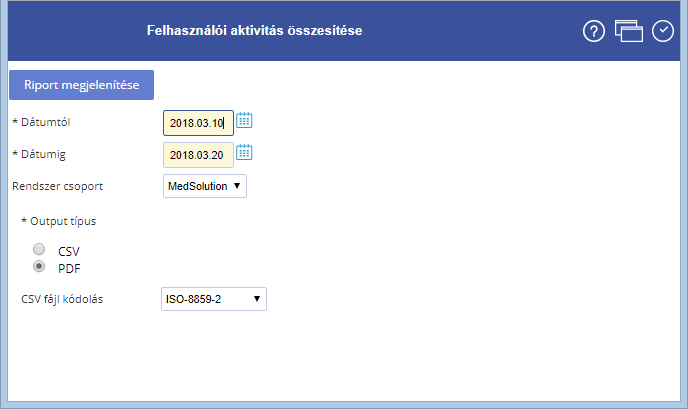 Felhasználói aktivitás összesítése
Riport megjelenítése
* Dátumtól 2018.03.10
* Dátumig 2018.03.20
Rendszer csoport MedSolution
* Output típus
CSV
PDF
CSV fájl kódolás ISO-8859-2